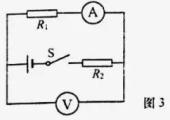 R₁ A
S
R₂
V 图 3